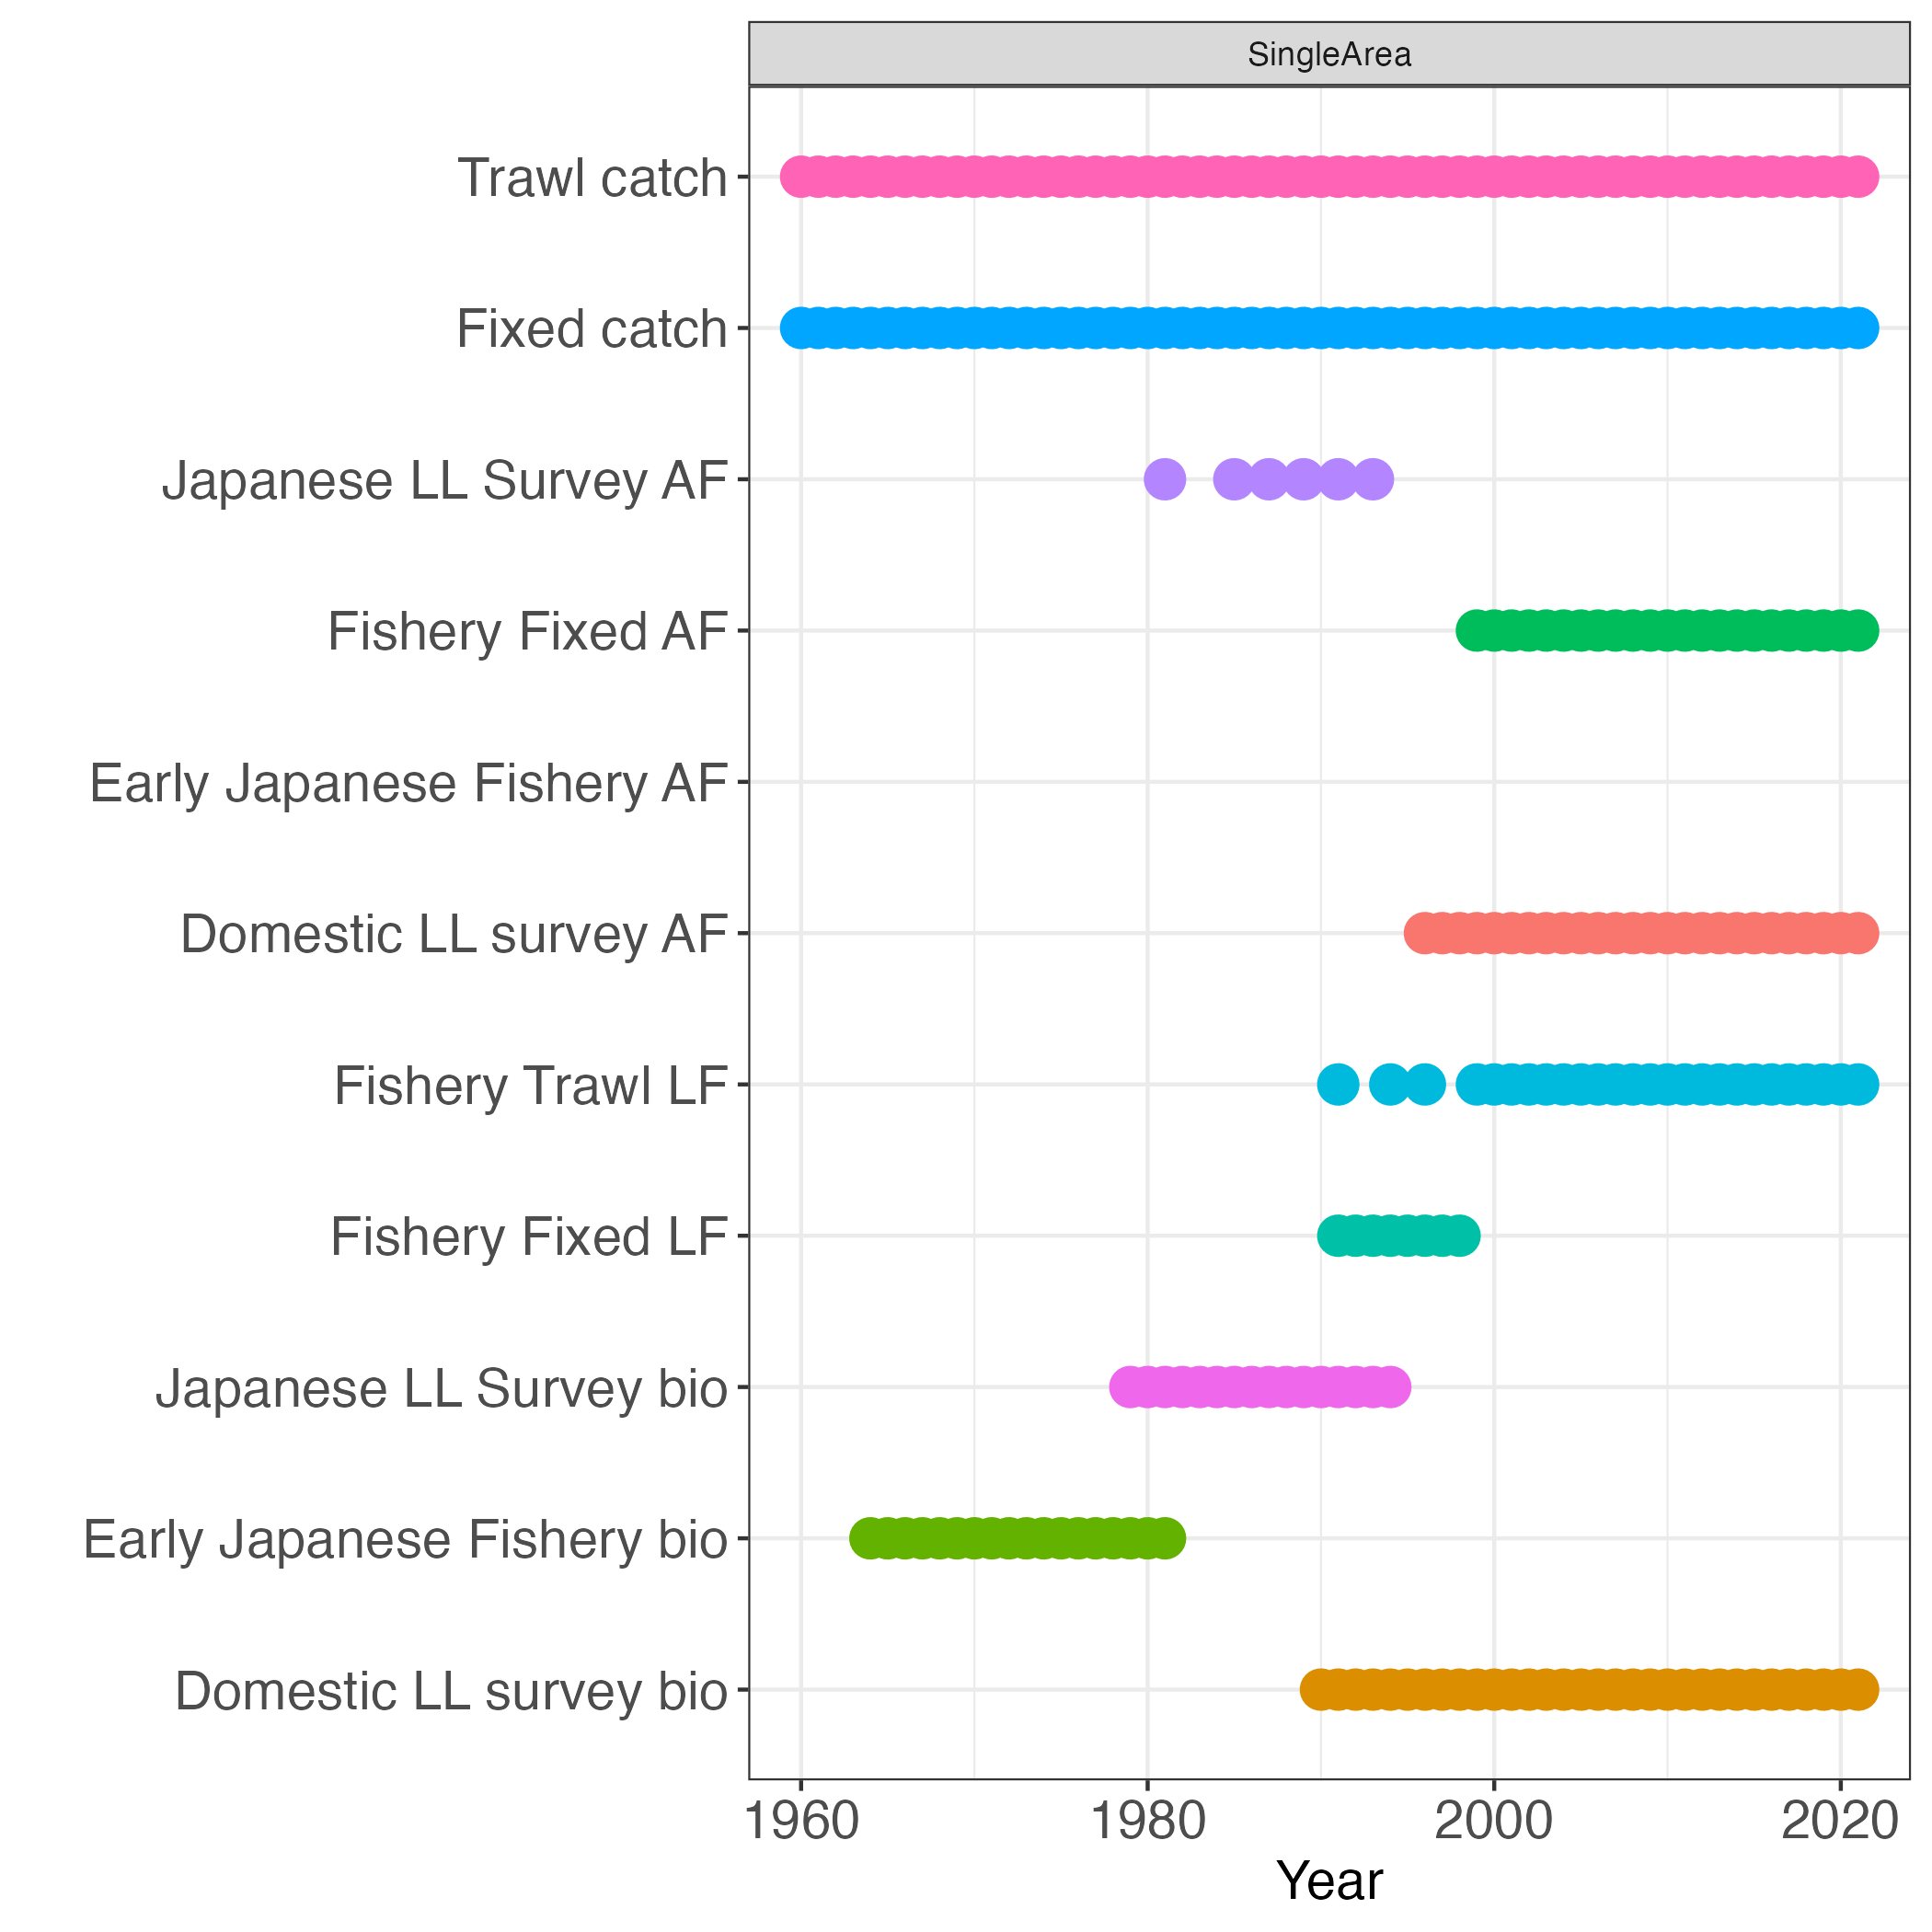 SingleArea
Trawl catch
Fixed catch
Japanese LL Survey AF
Fishery Fixed AF
Early Japanese Fishery AF
Domestic LL survey AF
Fishery Trawl LF
Fishery Fixed LF
Japanese LL Survey bio
Early Japanese Fishery bio
Domestic LL survey bio
1960 1980 2000 2020
Year